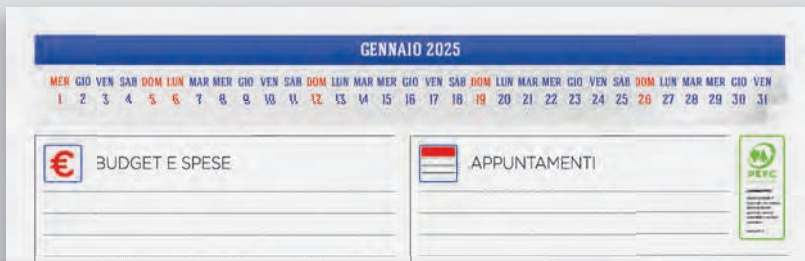 GENNAIO 2025
MER GIO VEN SAB DOM LUN MAR MER GIO VEN SAB DOM LUN MAR MER GIO VEN SAB DOM LUN MAR MER GIO VEN SAB DOM LUN MAR MER GIO VEN
1 2 3 4 5 6 7 8 9 10 11 12 13 14 15 16 17 18 19 20 21 22 23 24 25 26 27 28 29 30 31
€ BUDGET E SPESE
APPUNTAMENTI
PEFC